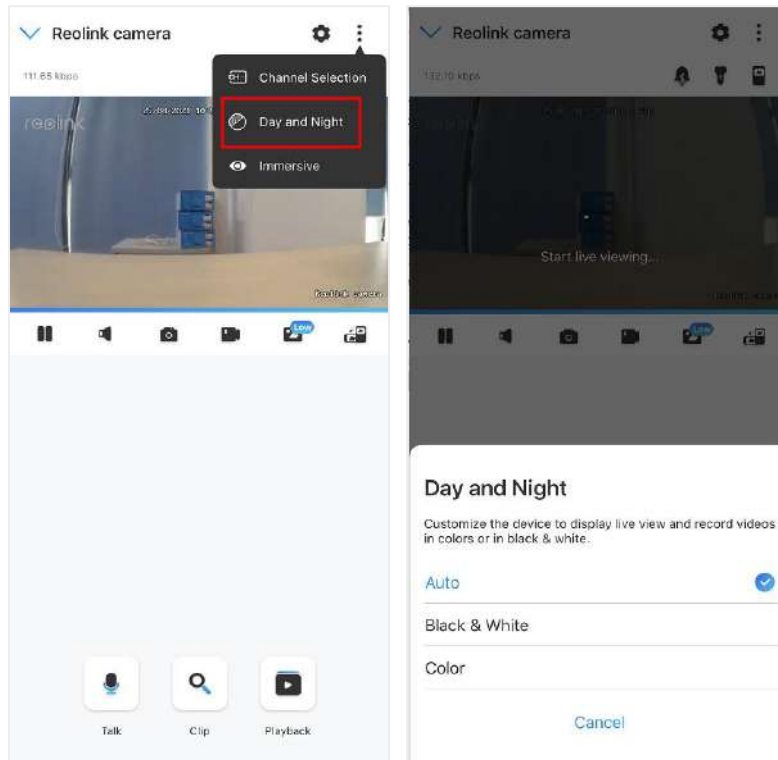 Reolink camera
111.65 kbps
Channel Selection
Day and Night
Immersive
reolink
Reolink camera
Low
Talk
Clip
Playback
Reolink camera
Start live viewing...
Low
Day and Night
Customize the device to display live view and record videos
in colors or in black & white.
Auto
Black & White
Color
Cancel